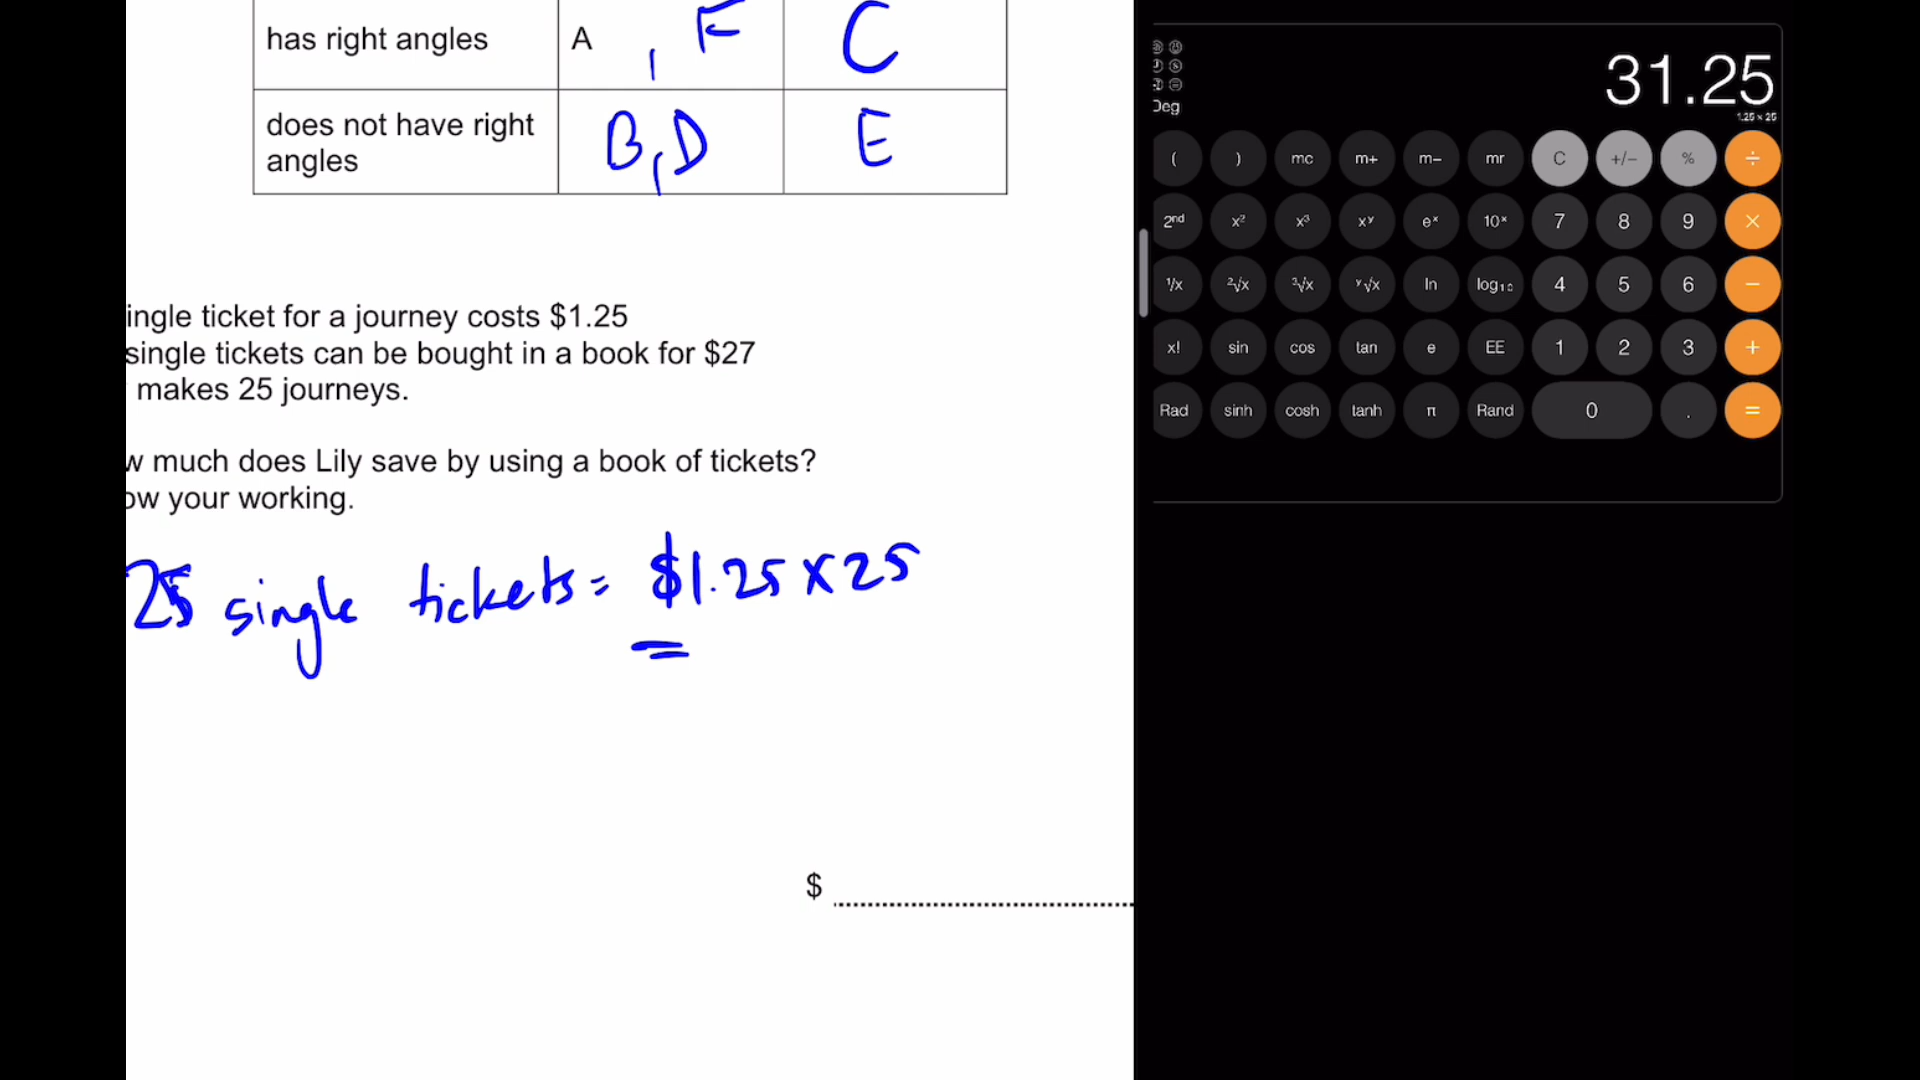 has right angles A , F C
does not have right B, D E
angles
ingle ticket for a journey costs $1.25
single tickets can be bought in a book for $27
makes 25 journeys.
w much does Lily save by using a book of tickets?
ow your working.
25 single tickets = $1.25 x 25
=
$
31.25
1.25 × 25
Deg
( ) mc m+ m− mr C +/− % ÷
2nd x² x³ xʸ eˣ 10ˣ 7 8 9 ×
1/x ²√x ³√x ʸ√x ln log₁₀ 4 5 6 −
x! sin cos tan e EE 1 2 3 +
Rad sinh cosh tanh π Rand 0 . =